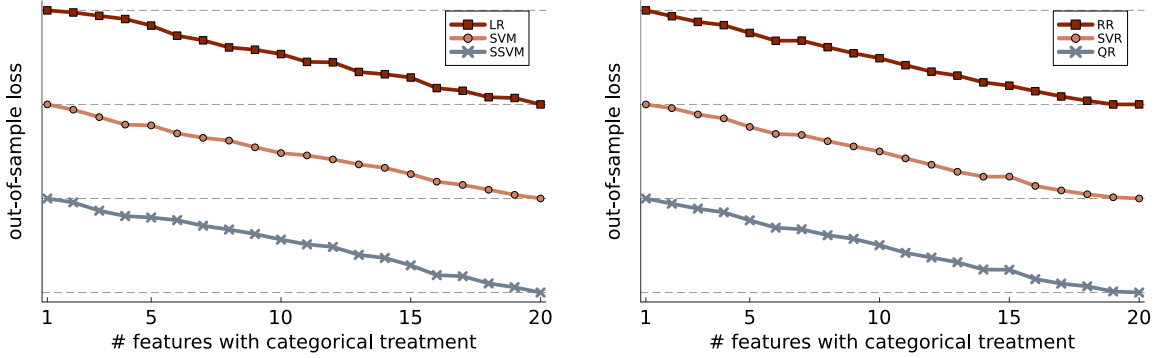 out-of-sample loss
LR
SVM
SSVM
1 5 10 15 20
# features with categorical treatment
out-of-sample loss
RR
SVR
QR
1 5 10 15 20
# features with categorical treatment